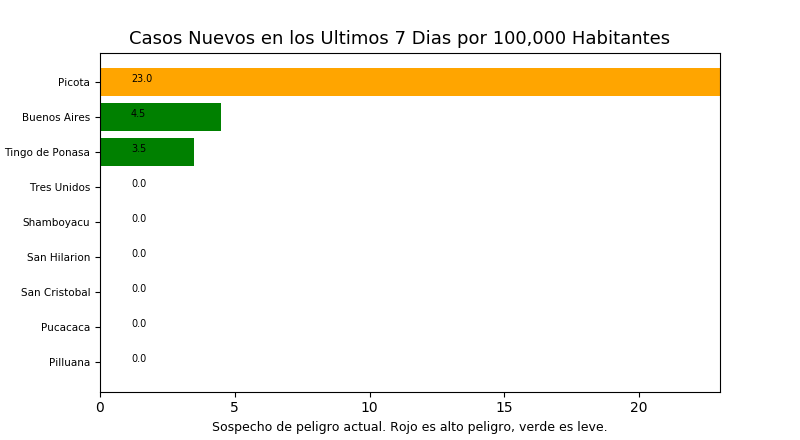 Casos Nuevos en los Ultimos 7 Dias por 100,000 Habitantes
Picota 23.0
Buenos Aires 4.5
Tingo de Ponasa 3.5
Tres Unidos 0.0
Shamboyacu 0.0
San Hilarion 0.0
San Cristobal 0.0
Pucacaca 0.0
Pilluana 0.0
0 5 10 15 20
Sospecho de peligro actual. Rojo es alto peligro, verde es leve.